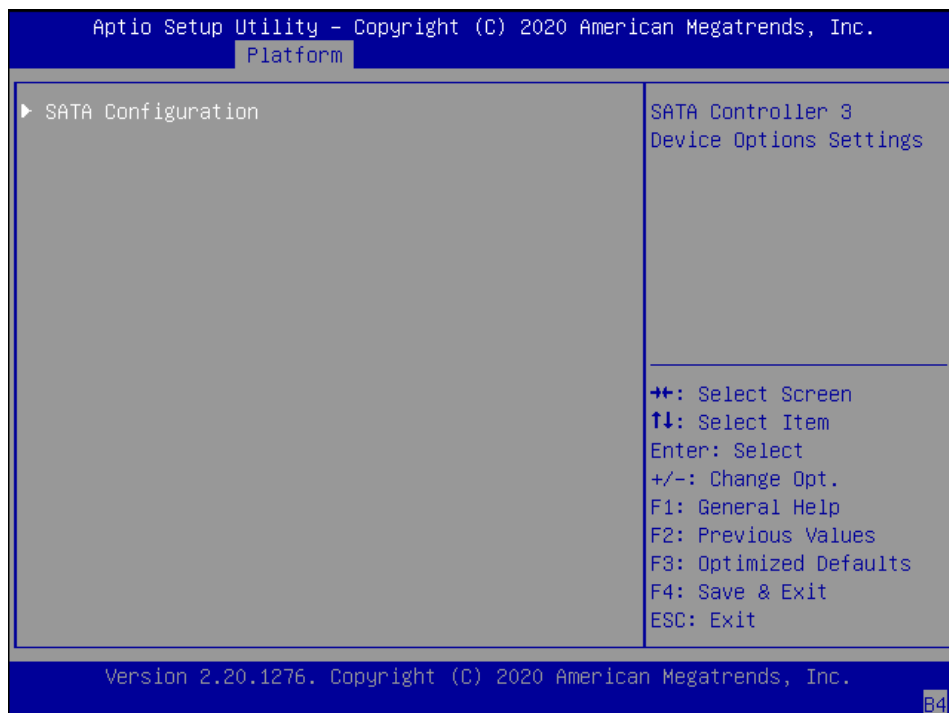 Aptio Setup Utility – Copyright (C) 2020 American Megatrends, Inc.
Platform
SATA Configuration
SATA Controller 3
Device Options Settings
→←: Select Screen
↑↓: Select Item
Enter: Select
+/-: Change Opt.
F1: General Help
F2: Previous Values
F3: Optimized Defaults
F4: Save & Exit
ESC: Exit
Version 2.20.1276. Copyright (C) 2020 American Megatrends, Inc.
B4